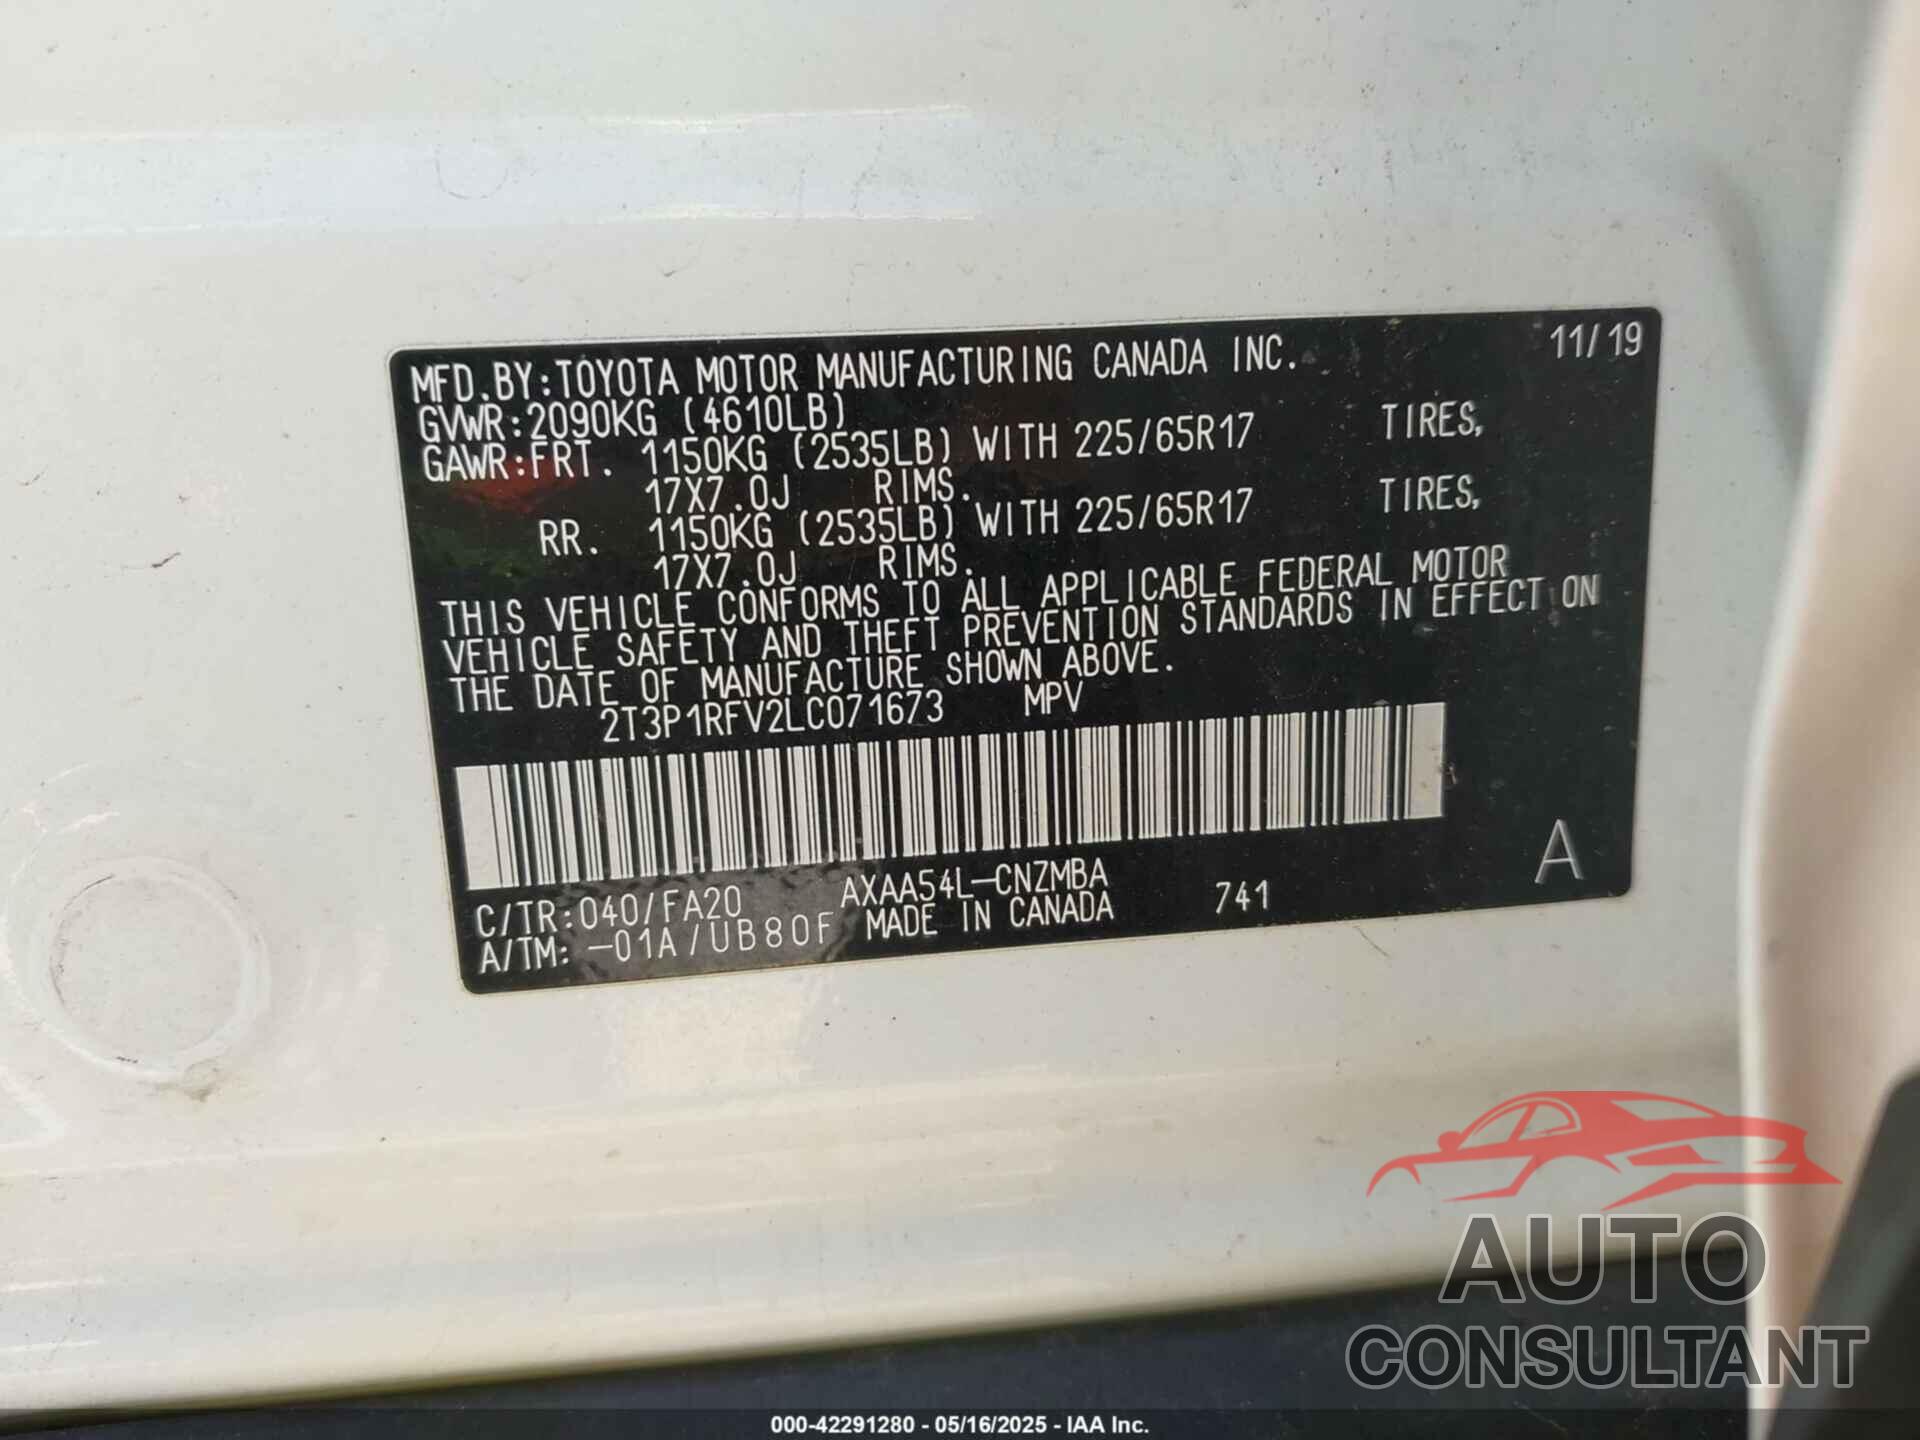 MFD.BY:TOYOTA MOTOR MANUFACTURING CANADA INC. 11/19
GVWR:2090KG (4610LB)
GAWR:FRT. 1150KG (2535LB) WITH 225/65R17 TIRES,
17X7.0J RIMS.
RR. 1150KG (2535LB) WITH 225/65R17 TIRES,
17X7.0J RIMS.
THIS VEHICLE CONFORMS TO ALL APPLICABLE FEDERAL MOTOR
VEHICLE SAFETY AND THEFT PREVENTION STANDARDS IN EFFECT ON
THE DATE OF MANUFACTURE SHOWN ABOVE.
2T3P1RFV2LC071673 MPV
A
C/TR:040/FA20 AXAA54L-CNZMBA 741
A/TM: -01A/UB80F MADE IN CANADA
AUTO
CONSULTANT
000-42291280 - 05/16/2025 - IAA Inc.